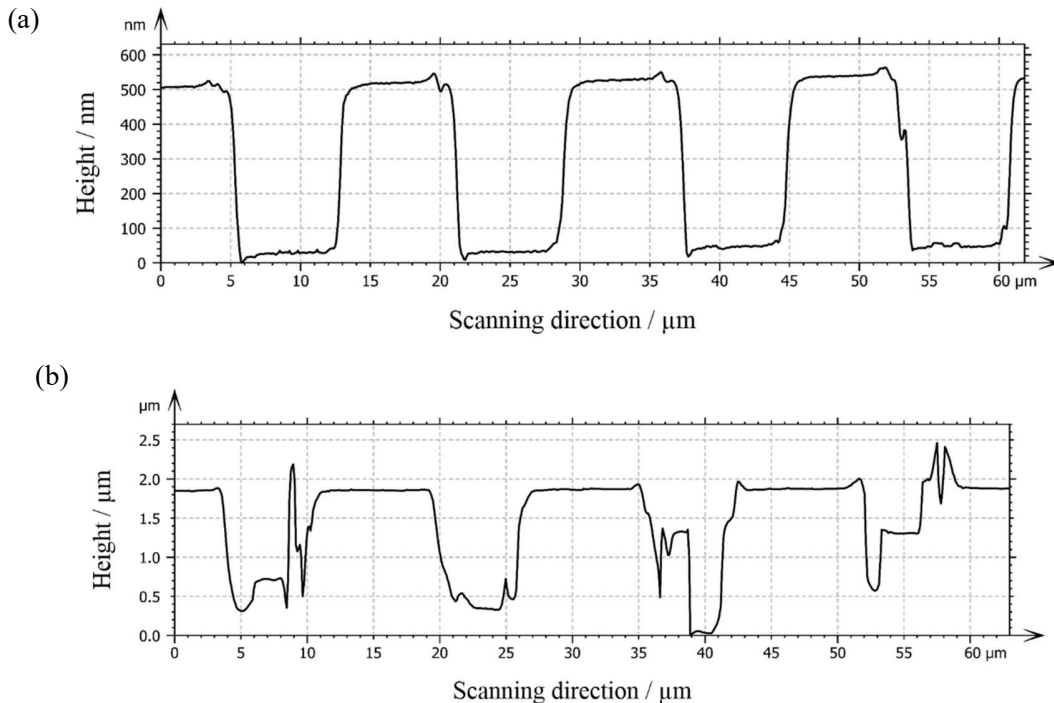 (a)
nm
600
500
400
300
200
100
0
Height / nm
0 5 10 15 20 25 30 35 40 45 50 55 60 µm
Scanning direction / µm
(b)
µm
2.5
2.0
1.5
1.0
0.5
0.0
Height / µm
0 5 10 15 20 25 30 35 40 45 50 55 60 µm
Scanning direction / µm